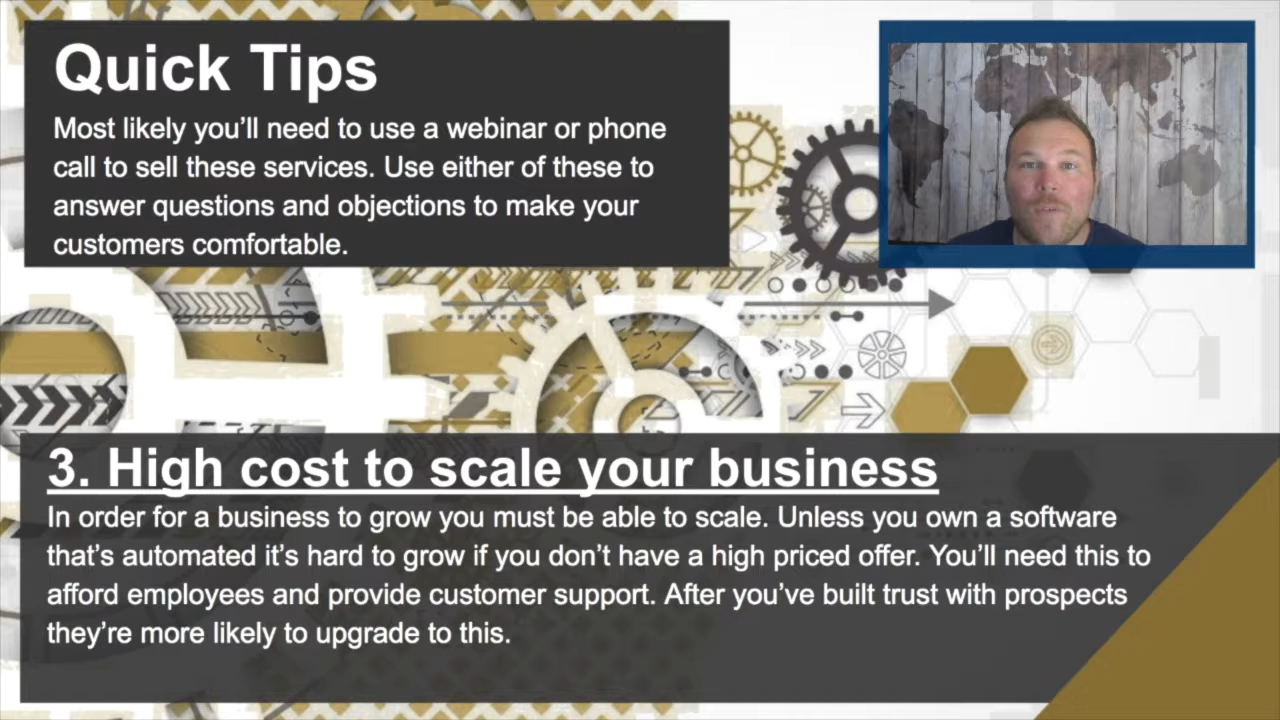 Quick Tips
Most likely you’ll need to use a webinar or phone
call to sell these services. Use either of these to
answer questions and objections to make your
customers comfortable.
3. High cost to scale your business
In order for a business to grow you must be able to scale. Unless you own a software
that’s automated it’s hard to grow if you don’t have a high priced offer. You’ll need this to
afford employees and provide customer support. After you’ve built trust with prospects
they’re more likely to upgrade to this.